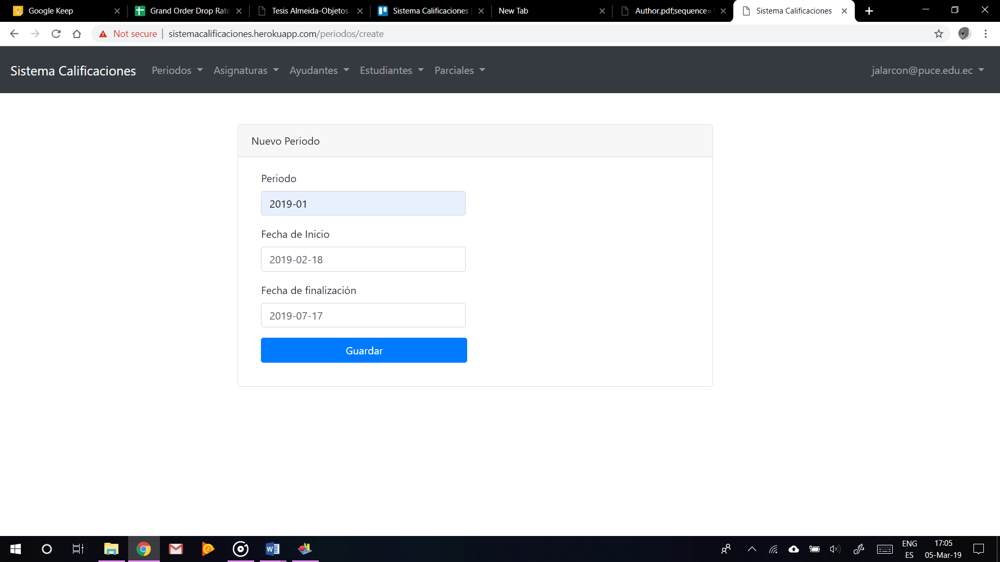 Google Keep
Grand Order Drop Rate
Tesis Almeida-Objetos
Sistema Calificaciones
New Tab
Author.pdf;sequence=1
Sistema Calificaciones
Not secure
sistemacalificaciones.herokuapp.com/periodos/create
Sistema Calificaciones
Periodos
Asignaturas
Ayudantes
Estudiantes
Parciales
jalarcon@puce.edu.ec
Nuevo Periodo
Periodo
2019-01
Fecha de Inicio
2019-02-18
Fecha de finalización
2019-07-17
Guardar
ENG
ES
17:05
05-Mar-19